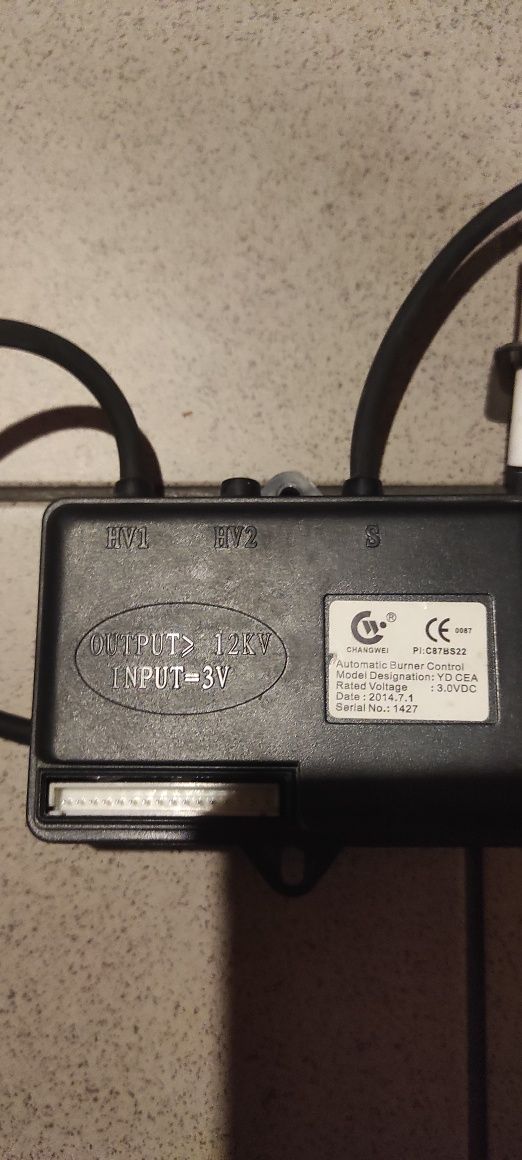 HV1 HV2 S
OUTPUT> 12KV
INPUT=3V
CW ®
CHANGWEI
CE 0087
PI:C87BS22
Automatic Burner Control
Model Designation: YD CEA
Rated Voltage : 3.0VDC
Date : 2014.7.1
Serial No.: 1427